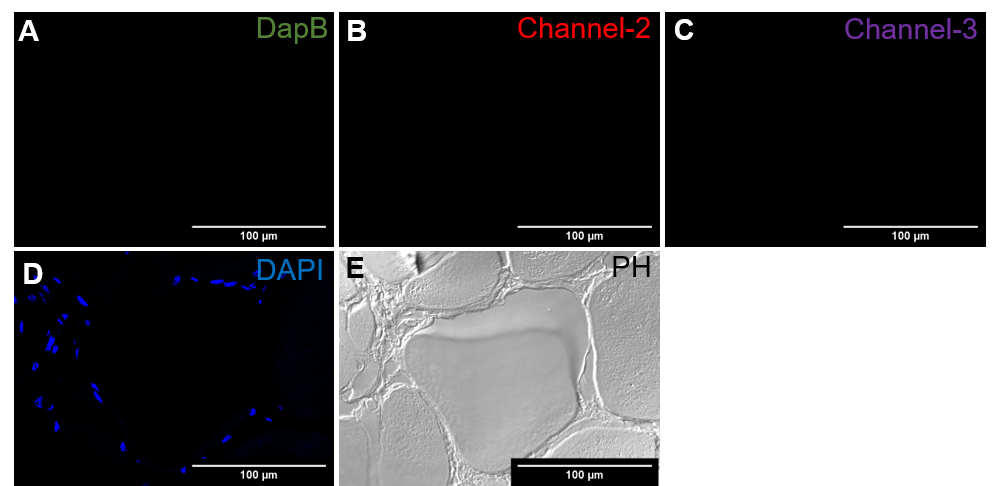 A DapB
B Channel-2
C Channel-3
100 µm
100 µm
100 µm
D DAPI
E PH
100 µm
100 µm